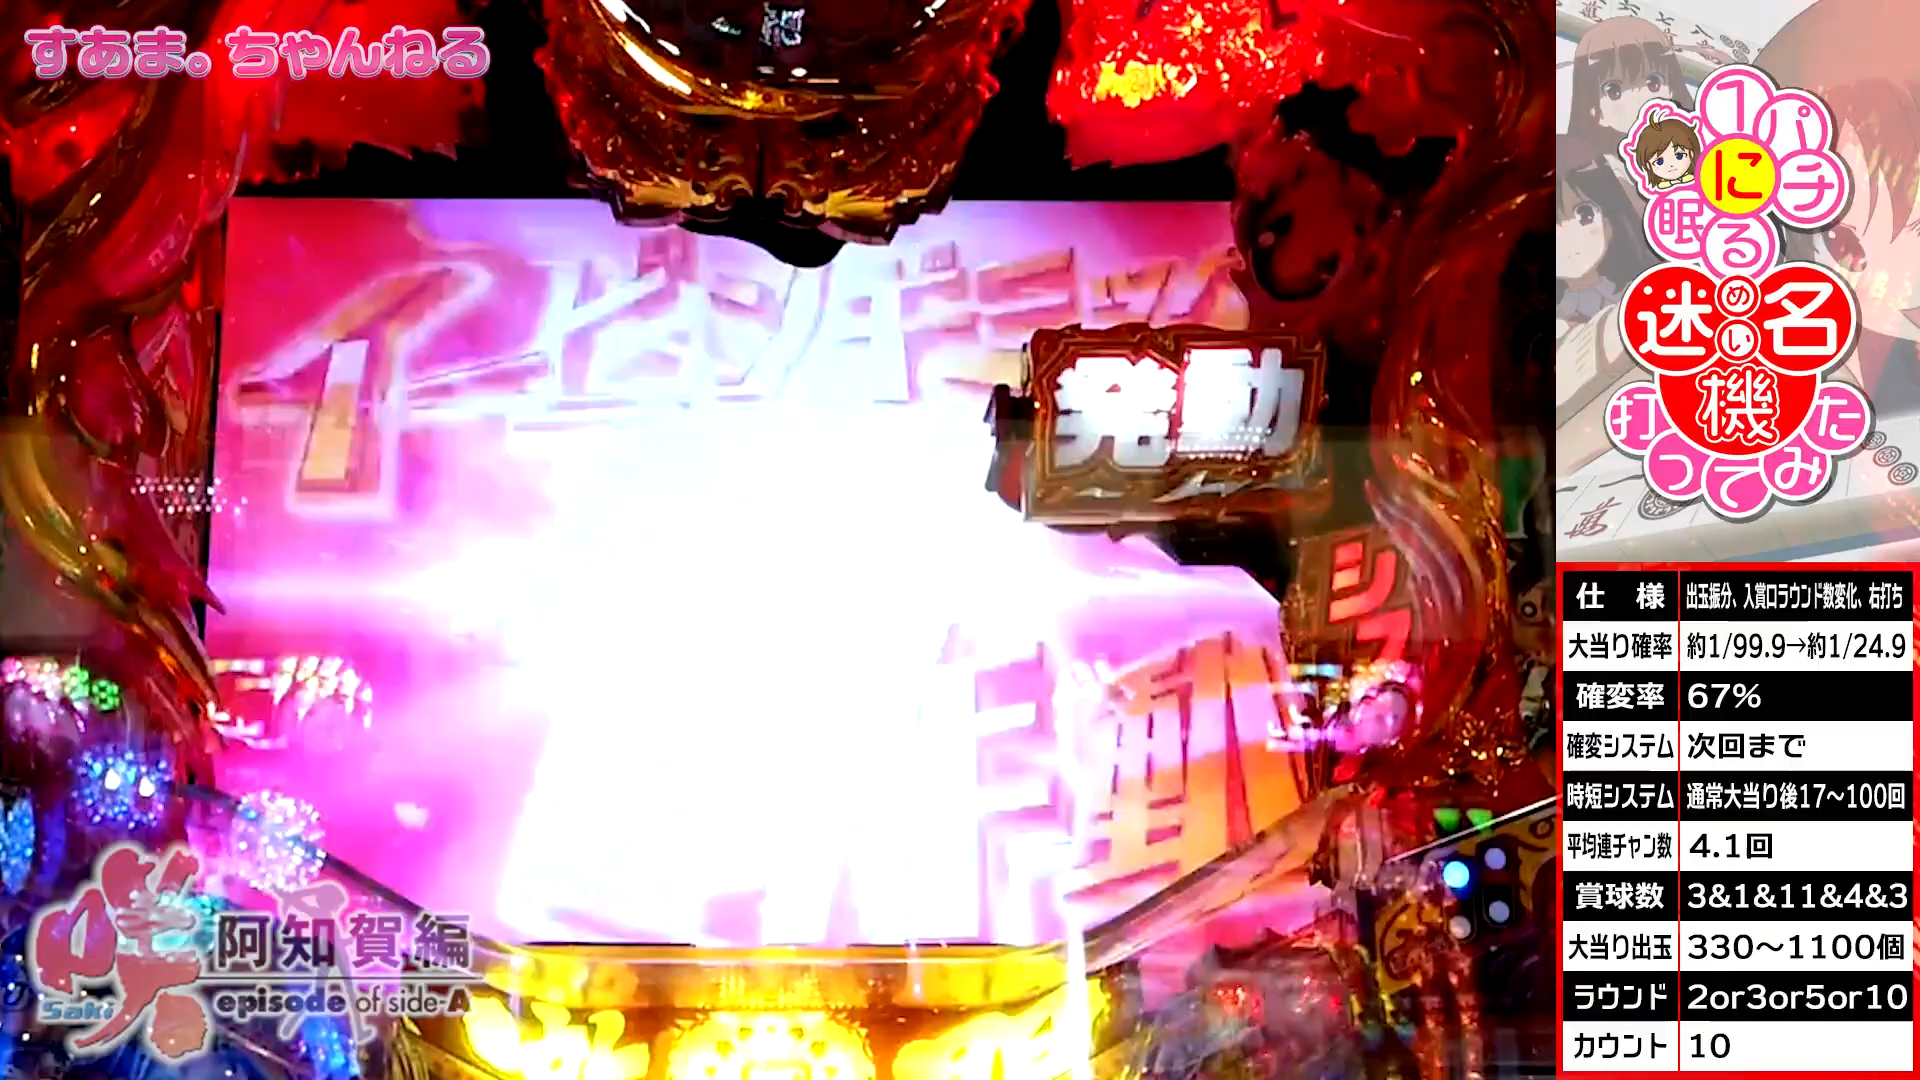 すあま。ちゃんねる
発動
シス
咲 阿知賀編
Saki episode of side-A
1パチ
に眠る
迷名
めい
機
打ってみた
仕 様 出玉振分、入賞口ラウンド数変化、右打ち
大当り確率 約1/99.9→約1/24.9
確変率 67%
確変システム 次回まで
時短システム 通常大当り後17～100回
平均連チャン数 4.1回
賞球数 3&1&11&4&3
大当り出玉 330～1100個
ラウンド 2or3or5or10
カウント 10